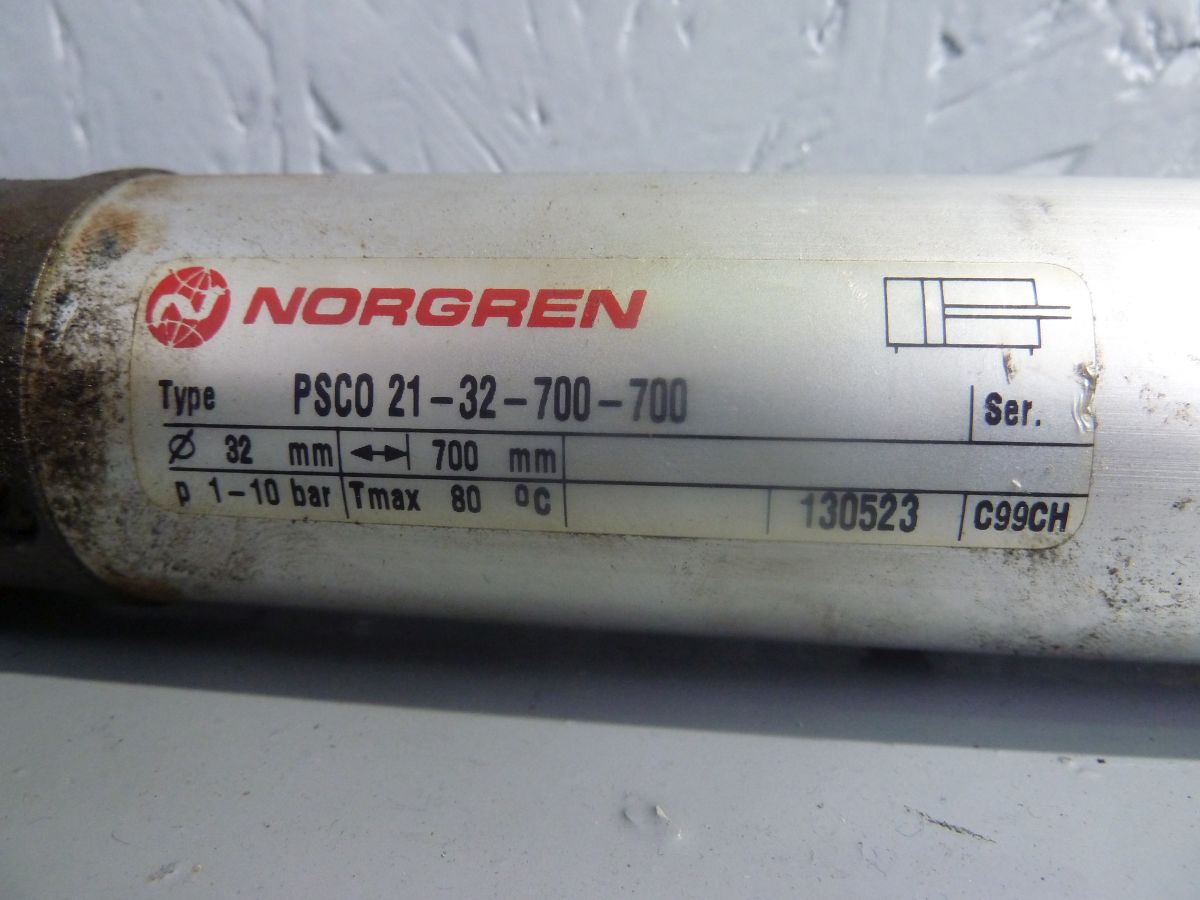 NORGREN
Type PSCO 21-32-700-700 Ser.
Ø 32 mm 700 mm
p 1-10 bar Tmax 80 °C 130523 C99CH